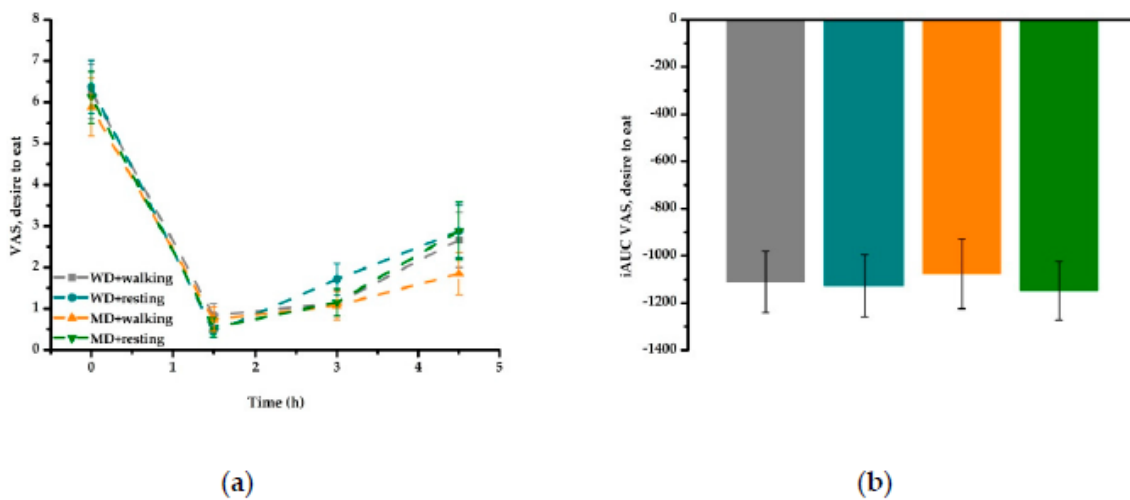 8
7
6
5
4
3
2
1
0
VAS, desire to eat
WD+walking
WD+resting
MD+walking
MD+resting
0 1 2 3 4 5
Time (h)
(a)
0
-200
-400
-600
-800
-1000
-1200
-1400
iAUC VAS, desire to eat
(b)